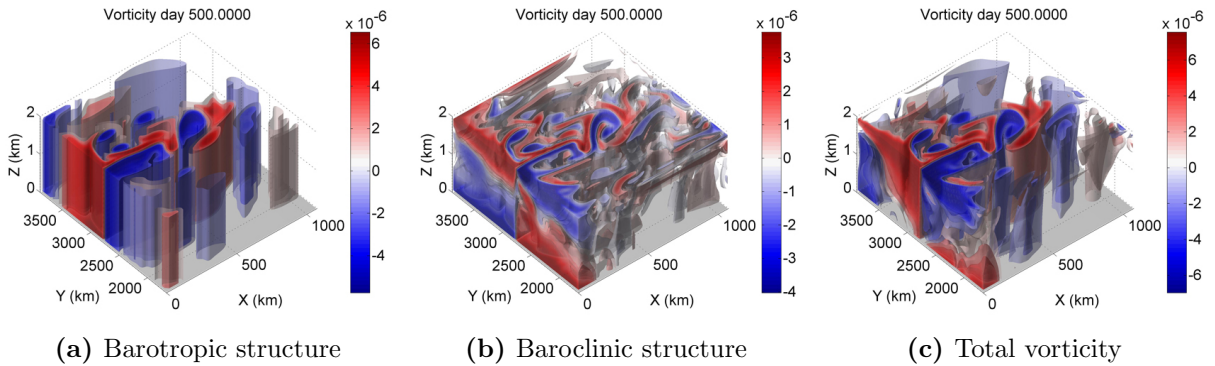 Vorticity day 500.0000
x 10⁻⁶
6
4
2
0
-2
-4
2
1
0
Z (km)
3500
3000
2500
2000
Y (km)
0
500
1000
X (km)
(a) Barotropic structure
Vorticity day 500.0000
x 10⁻⁶
3
2
1
0
-1
-2
-3
-4
2
1
0
Z (km)
3500
3000
2500
2000
Y (km)
0
500
1000
X (km)
(b) Baroclinic structure
Vorticity day 500.0000
x 10⁻⁶
6
4
2
0
-2
-4
-6
2
1
0
Z (km)
3500
3000
2500
2000
Y (km)
0
500
1000
X (km)
(c) Total vorticity